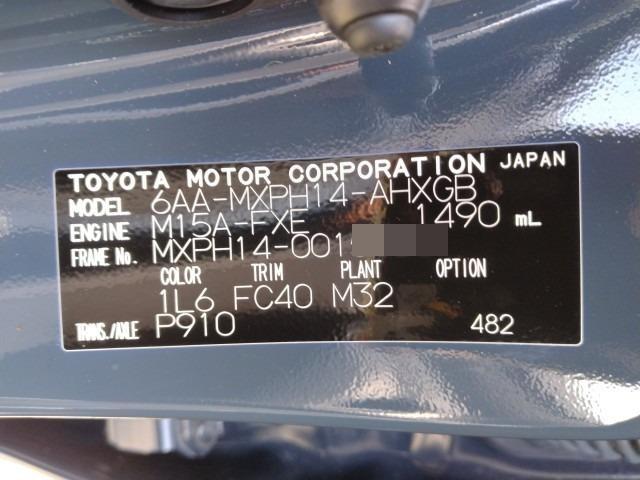 TOYOTA MOTOR CORPORATION JAPAN
MODEL 6AA-MXPH14-AHXGB
ENGINE M15A-FXE 1490 mL
FRAME No. MXPH14-001
COLOR TRIM PLANT OPTION
1L6 FC40 M32
TRANS./AXLE P910 482